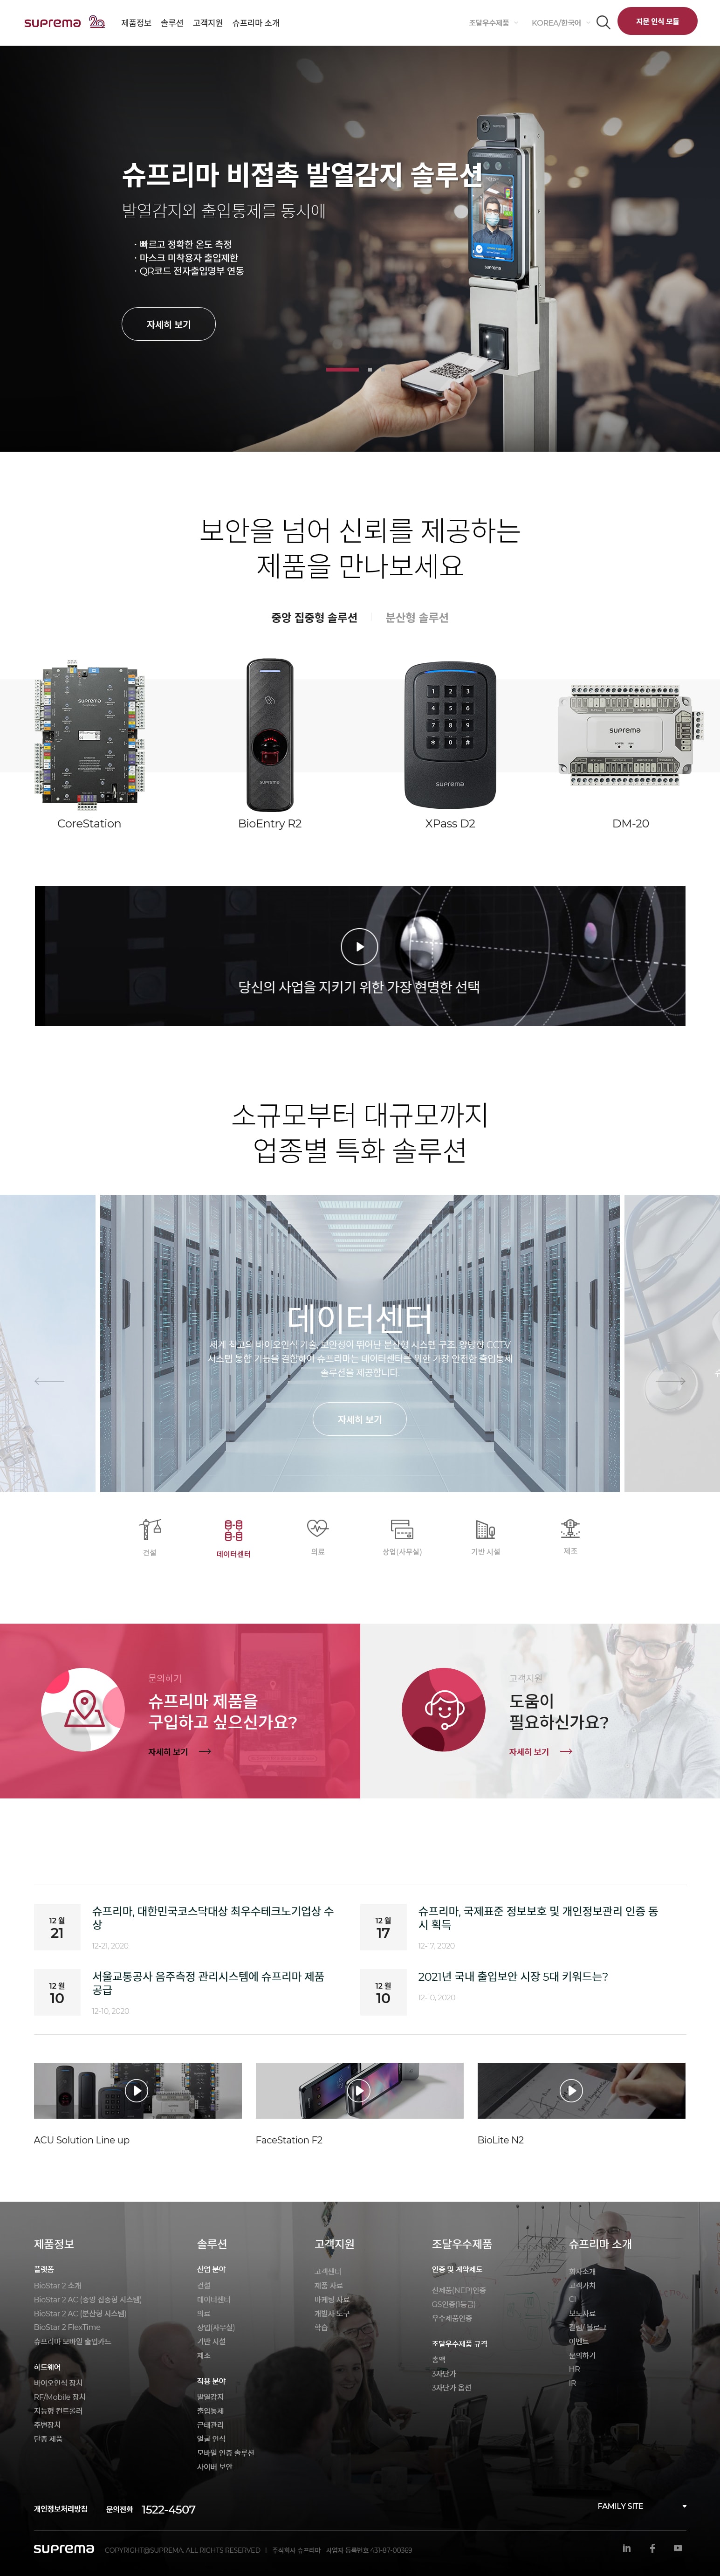 suprema 20
제품정보 솔루션 고객지원 슈프리마 소개
조달우수제품 KOREA/한국어 지문 인식 모듈
슈프리마 비접촉 발열감지 솔루션
발열감지와 출입통제를 동시에
· 빠르고 정확한 온도 측정
· 마스크 미착용자 출입제한
· QR코드 전자출입명부 연동
자세히 보기
suprema
보안을 넘어 신뢰를 제공하는
제품을 만나보세요
중앙 집중형 솔루션 분산형 솔루션
suprema
suprema
1 2 3
4 5 6
7 8 9
* 0 #
suprema
suprema
CoreStation BioEntry R2 XPass D2 DM-20
당신의 사업을 지키기 위한 가장 현명한 선택
소규모부터 대규모까지
업종별 특화 솔루션
데이터센터
세계 최고의 바이오인식 기술, 보안성이 뛰어난 분산형 시스템 구조, 양방향 CCTV
시스템 통합 기능을 결합하여 슈프리마는 데이터센터를 위한 가장 안전한 출입통제
솔루션을 제공합니다.
자세히 보기
건설 데이터센터 의료 상업(사무실) 기반 시설 제조
문의하기
슈프리마 제품을
구입하고 싶으신가요?
자세히 보기
고객지원
도움이
필요하신가요?
자세히 보기
12 월
21
슈프리마, 대한민국코스닥대상 최우수테크노기업상 수
상
12-21, 2020
12 월
17
슈프리마, 국제표준 정보보호 및 개인정보관리 인증 동
시 획득
12-17, 2020
12 월
10
서울교통공사 음주측정 관리시스템에 슈프리마 제품
공급
12-10, 2020
12 월
10
2021년 국내 출입보안 시장 5대 키워드는?
12-10, 2020
ACU Solution Line up FaceStation F2 BioLite N2
제품정보
플랫폼
BioStar 2 소개
BioStar 2 AC (중앙 집중형 시스템)
BioStar 2 AC (분산형 시스템)
BioStar 2 FlexTime
슈프리마 모바일 출입카드
하드웨어
바이오인식 장치
RF/Mobile 장치
지능형 컨트롤러
주변장치
단종 제품
솔루션
산업 분야
건설
데이터센터
의료
상업(사무실)
기반 시설
제조
적용 분야
발열감지
출입통제
근태관리
얼굴 인식
모바일 인증 솔루션
사이버 보안
고객지원
고객센터
제품 자료
마케팅 자료
개발자 도구
학습
조달우수제품
인증 및 계약제도
신제품(NEP)인증
GS인증(1등급)
우수제품인증
조달우수제품 규격
총액
3자단가
3자단가 옵션
슈프리마 소개
회사소개
고객가치
CI
보도자료
칼럼/ 블로그
이벤트
문의하기
HR
IR
개인정보처리방침 문의전화 1522-4507
FAMILY SITE
suprema COPYRIGHT@SUPREMA, ALL RIGHTS RESERVED | 주식회사 슈프리마 사업자 등록번호 431-87-00369